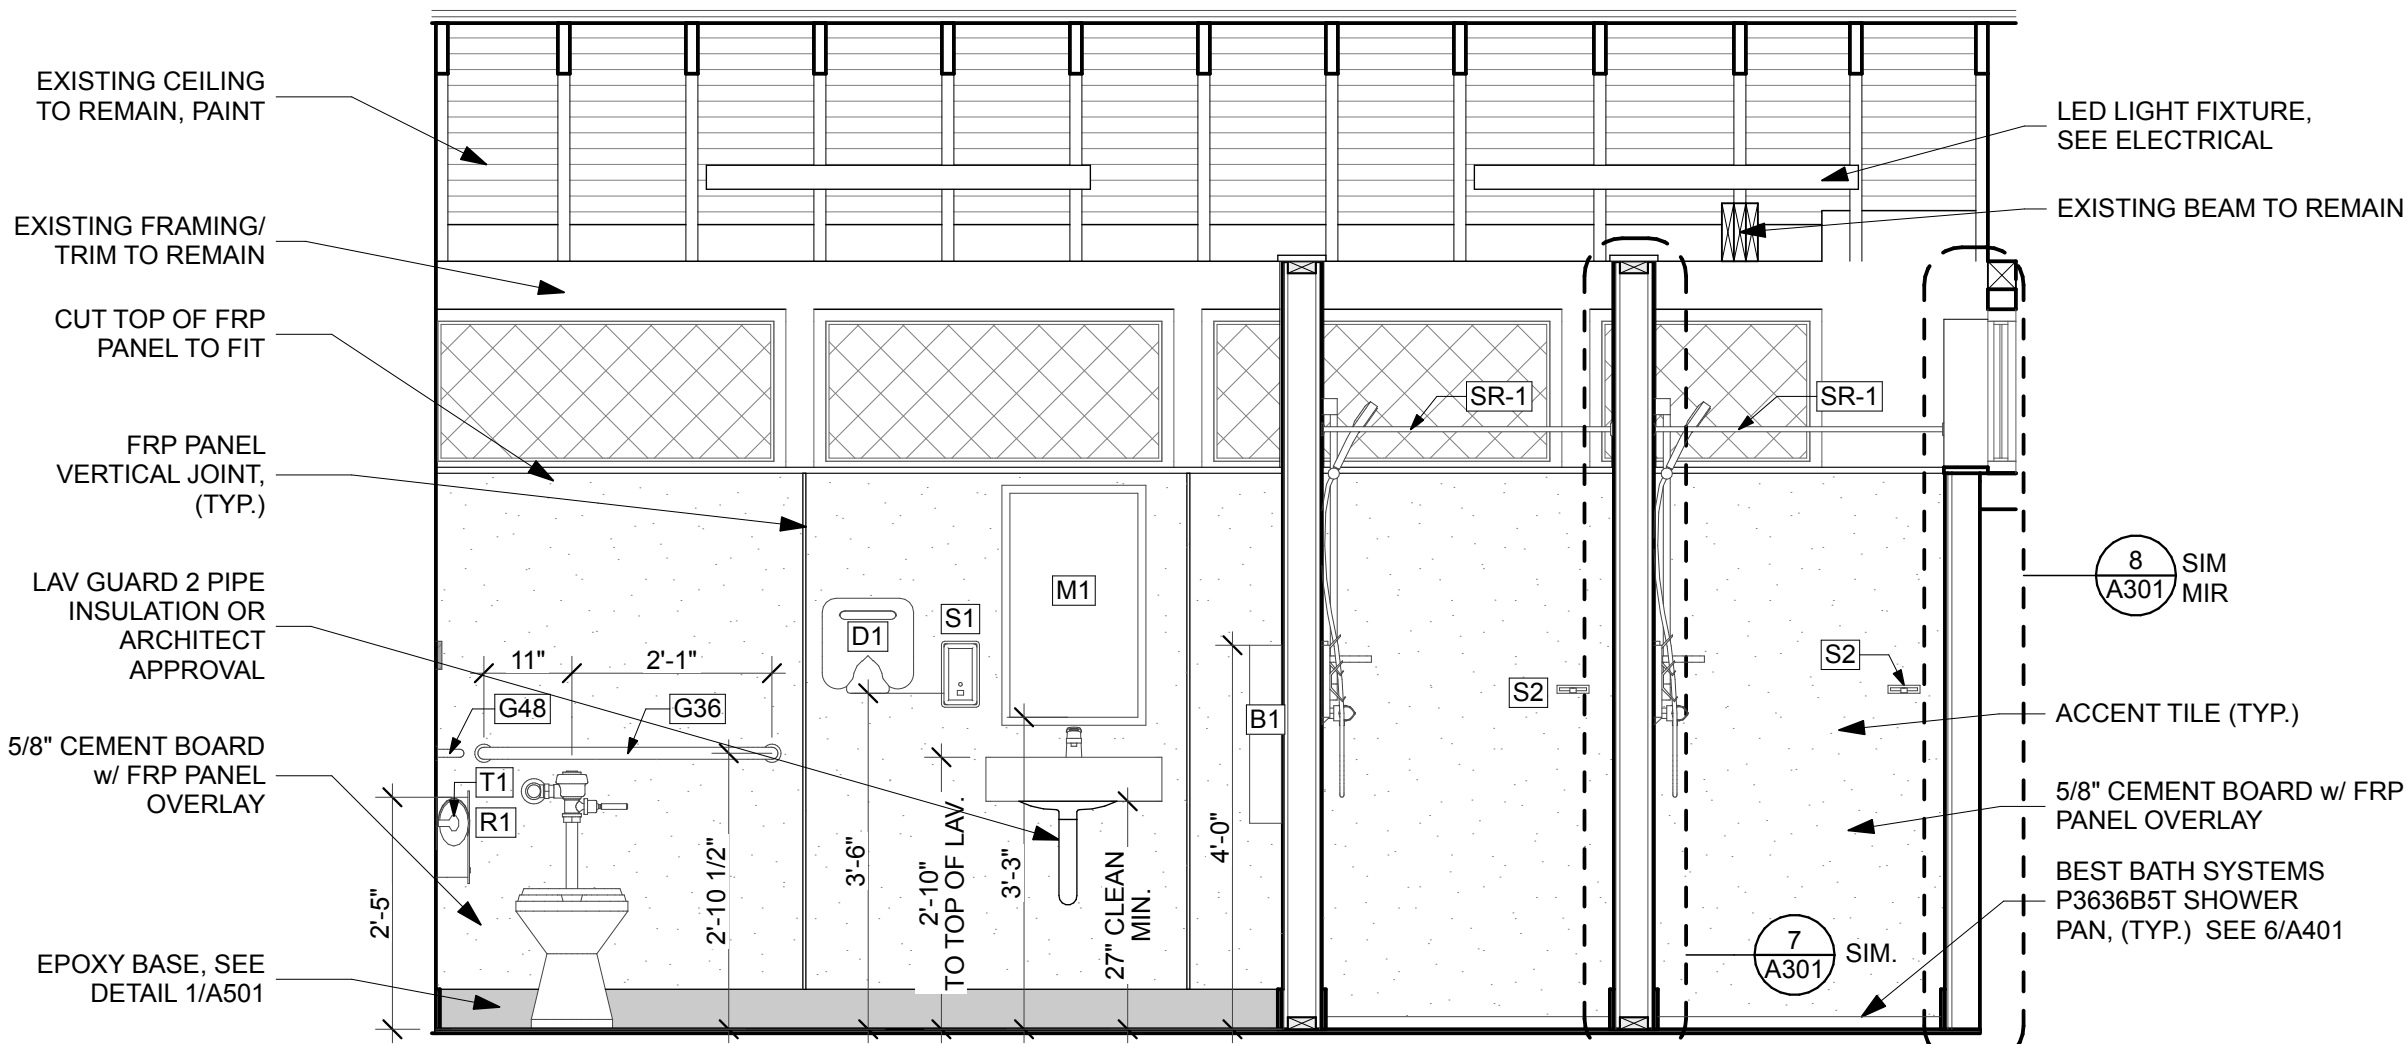 EXISTING CEILING
TO REMAIN, PAINT
EXISTING FRAMING/
TRIM TO REMAIN
CUT TOP OF FRP
PANEL TO FIT
FRP PANEL
VERTICAL JOINT,
(TYP.)
LAV GUARD 2 PIPE
INSULATION OR
ARCHITECT
APPROVAL
5/8" CEMENT BOARD
w/ FRP PANEL
OVERLAY
EPOXY BASE, SEE
DETAIL 1/A501
2'-5"
11"
2'-1"
G48
G36
T1
R1
2'-10 1/2"
D1
S1
M1
3'-6"
2'-10"
TO TOP OF LAV.
3'-3"
27" CLEAN
MIN.
4'-0"
B1
SR-1
SR-1
S2
S2
7
A301
SIM.
LED LIGHT FIXTURE,
SEE ELECTRICAL
EXISTING BEAM TO REMAIN
8
A301
SIM
MIR
ACCENT TILE (TYP.)
5/8" CEMENT BOARD w/ FRP
PANEL OVERLAY
BEST BATH SYSTEMS
P3636B5T SHOWER
PAN, (TYP.) SEE 6/A401